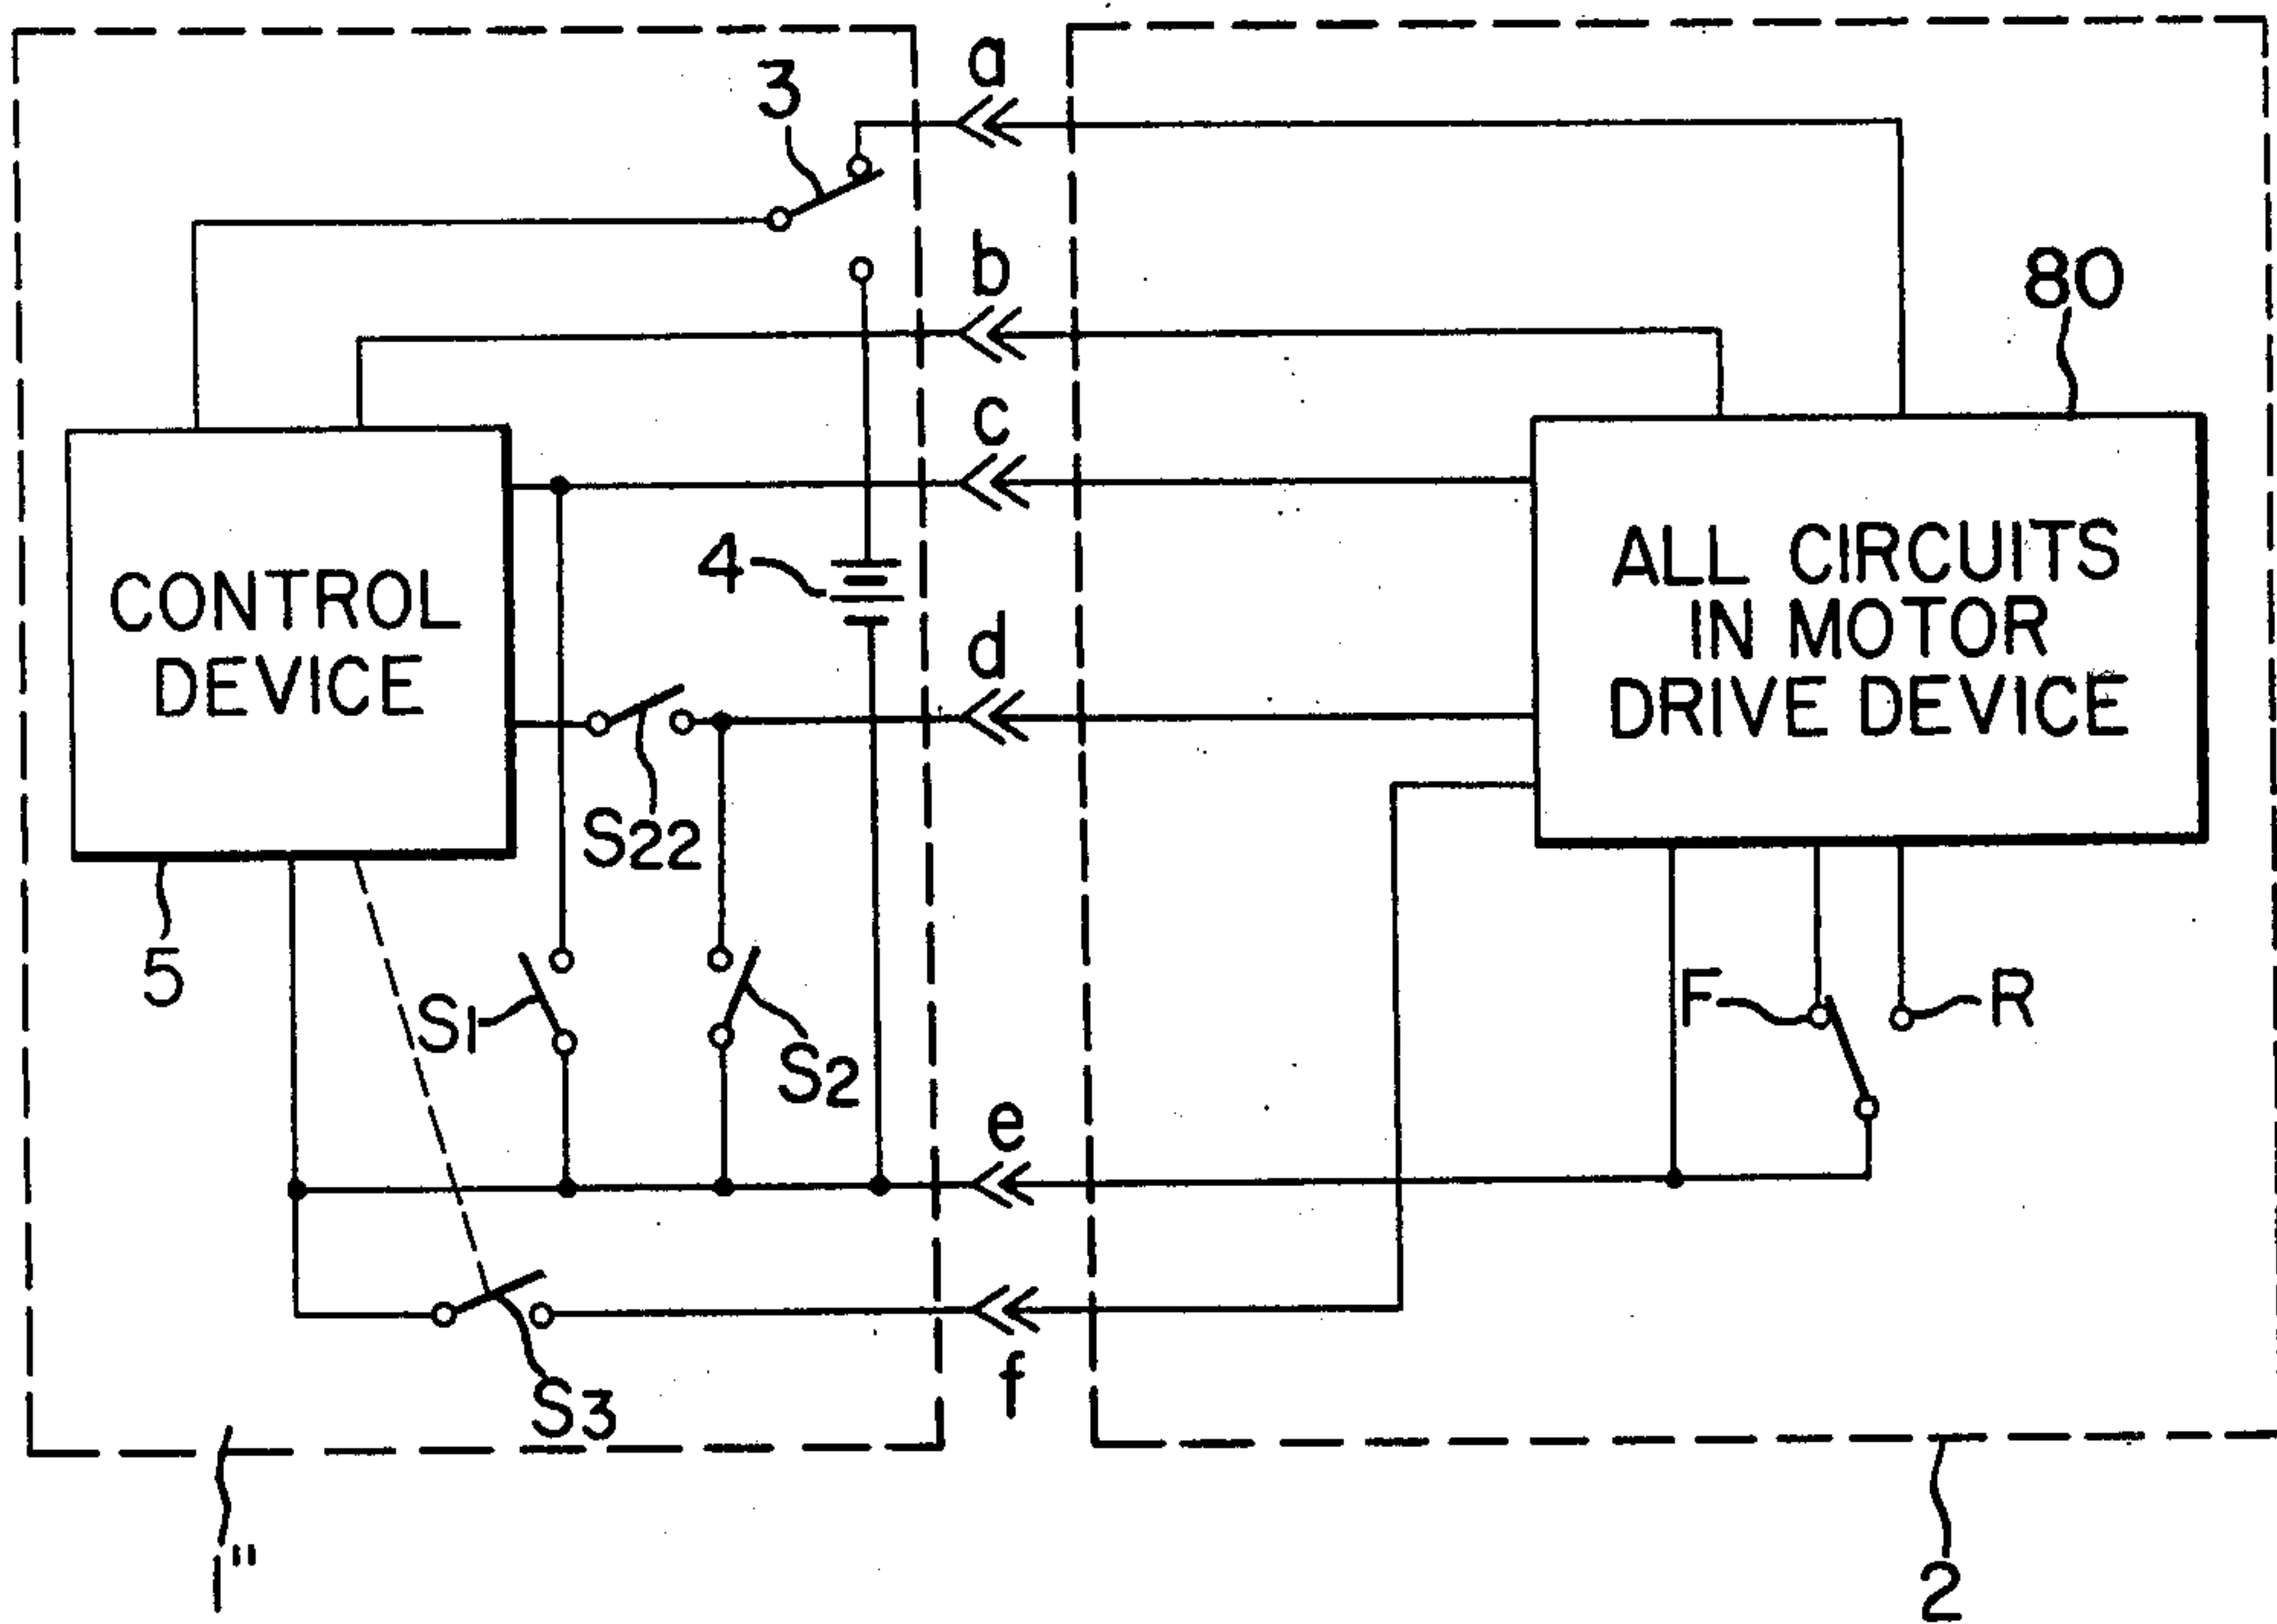 a
3
b
80
c
CONTROL
DEVICE
4
ALL CIRCUITS
IN MOTOR
DRIVE DEVICE
d
S22
5
S1
S2
F
R
e
S3
f
1"
2